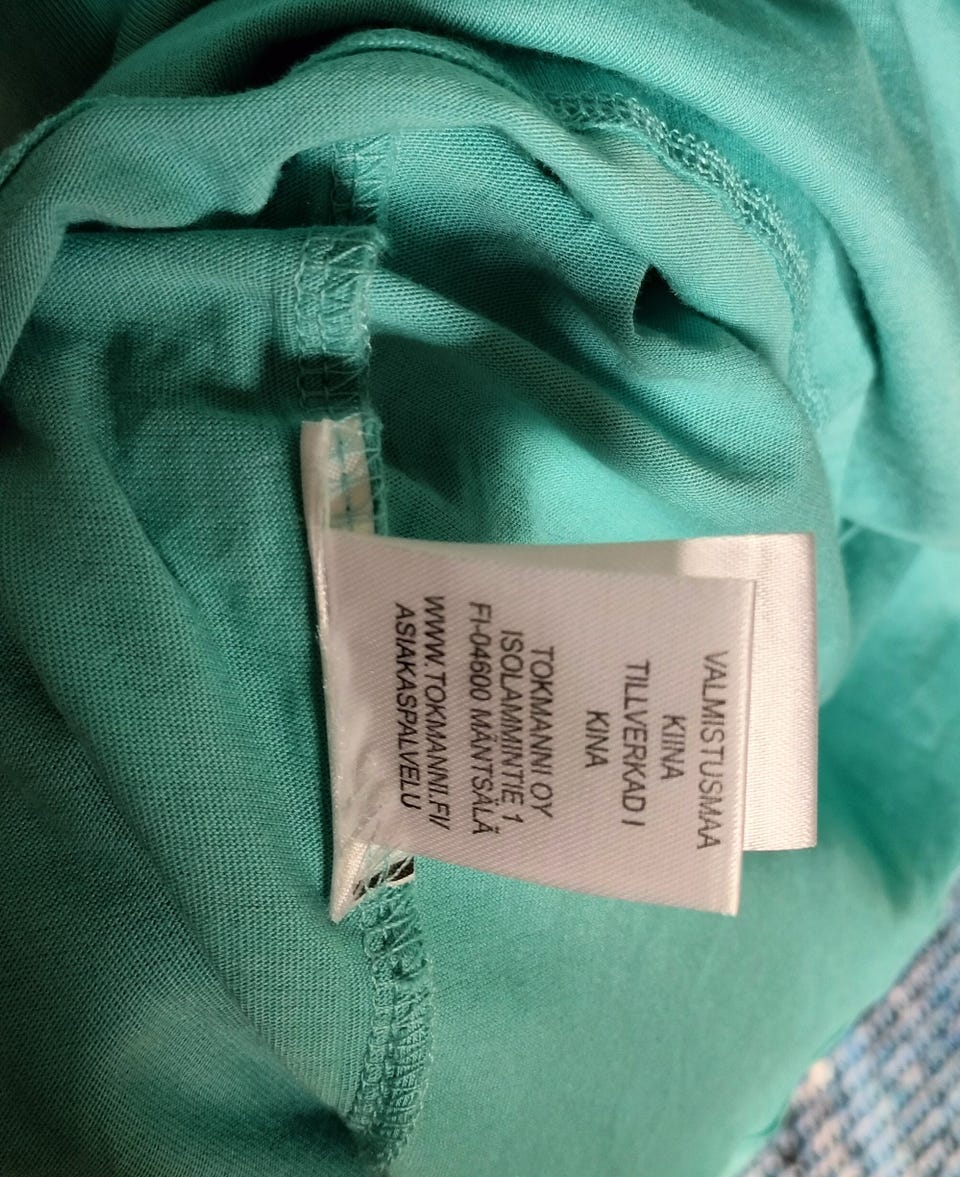 VALMISTUSMAA
KIINA
TILLVERKAD I
KINA
TOKMANNI OY
ISOLAMMINTIE 1,
FI-04600 MÄNTSÄLÄ
WWW.TOKMANNI.FI/
ASIAKASPALVELU